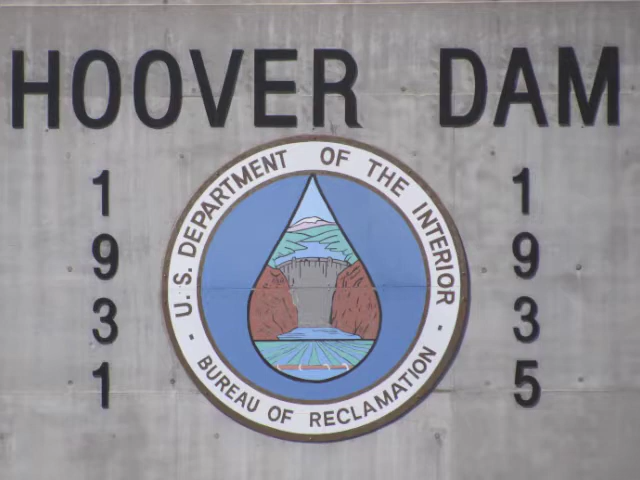 HOOVER DAM
1931
1935
U.S. DEPARTMENT OF THE INTERIOR
- BUREAU OF RECLAMATION -